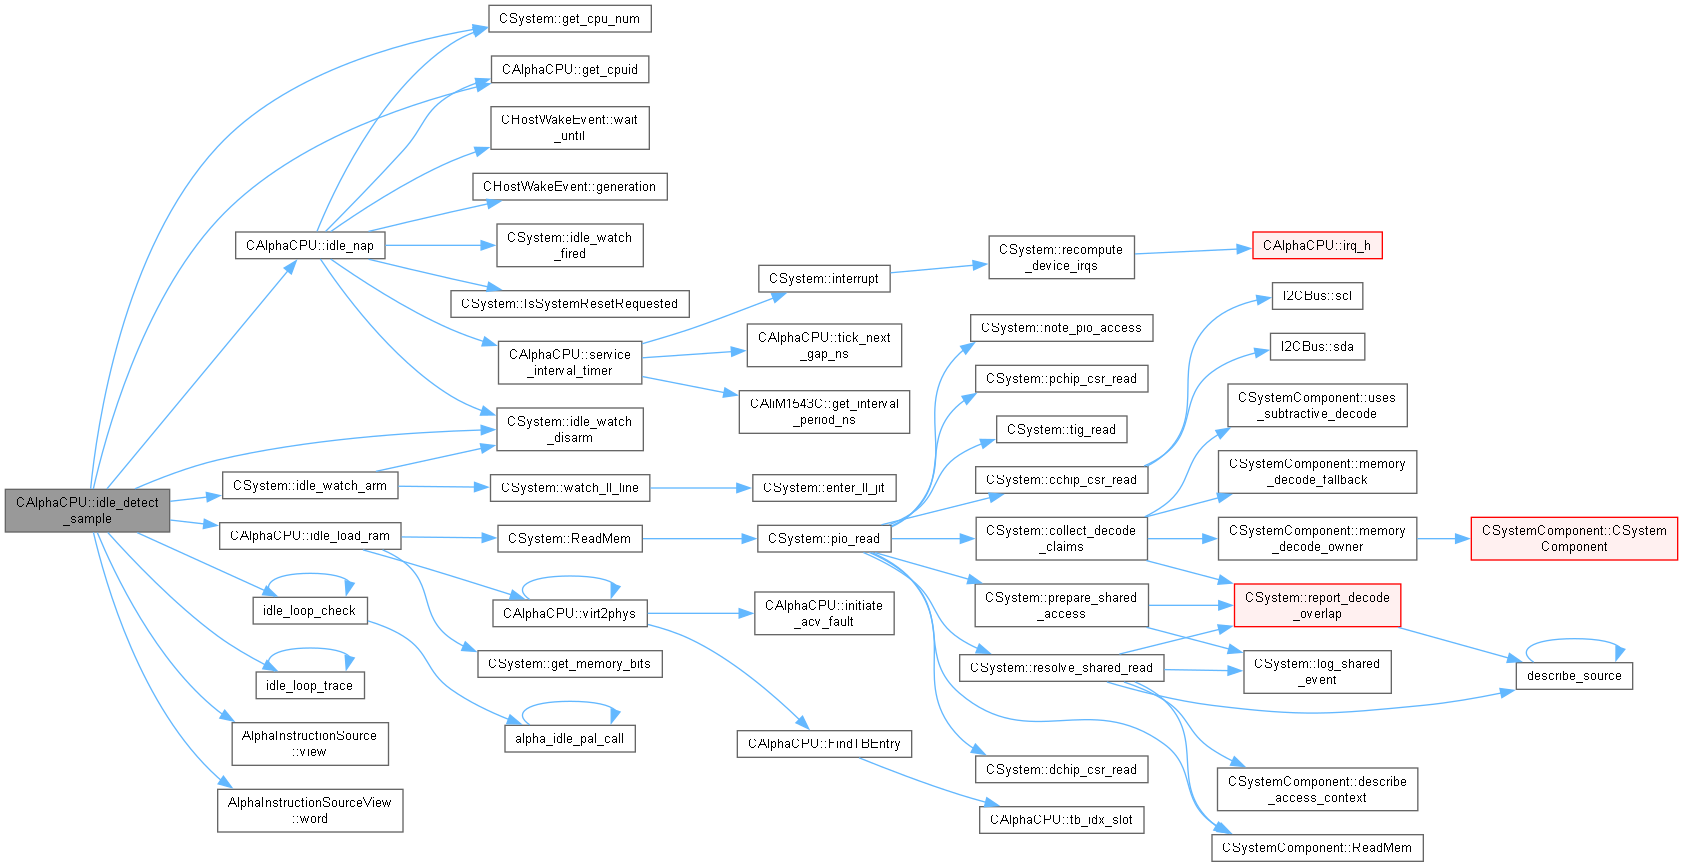 CSystem::get_cpu_num
CAlphaCPU::get_cpuid
CHostWakeEvent::wait
_until
CHostWakeEvent::generation
CAlphaCPU::idle_nap
CSystem::idle_watch
_fired
CSystem::IsSystemResetRequested
CAlphaCPU::service
_interval_timer
CSystem::idle_watch
_disarm
CSystem::interrupt
CAlphaCPU::tick_next
_gap_ns
CAliM1543C::get_interval
_period_ns
CSystem::recompute
_device_irqs
CAlphaCPU::irq_h
CAlphaCPU::idle_detect
_sample
CSystem::idle_watch_arm
CSystem::watch_ll_line
CSystem::enter_ll_jit
CAlphaCPU::idle_load_ram
CSystem::ReadMem
CSystem::pio_read
CSystem::note_pio_access
CSystem::pchip_csr_read
CSystem::tig_read
CSystem::cchip_csr_read
I2CBus::scl
I2CBus::sda
CSystem::collect_decode
_claims
CSystemComponent::uses
_subtractive_decode
CSystemComponent::memory
_decode_fallback
CSystemComponent::memory
_decode_owner
CSystemComponent::CSystem
Component
CSystem::prepare_shared
_access
CSystem::report_decode
_overlap
CSystem::resolve_shared_read
CSystem::log_shared
_event
describe_source
idle_loop_check
CAlphaCPU::virt2phys
CAlphaCPU::initiate
_acv_fault
idle_loop_trace
CSystem::get_memory_bits
AlphaInstructionSource
::view
alpha_idle_pal_call
CAlphaCPU::FindTBEntry
CSystem::dchip_csr_read
CSystemComponent::describe
_access_context
AlphaInstructionSourceView
::word
CAlphaCPU::tb_idx_slot
CSystemComponent::ReadMem